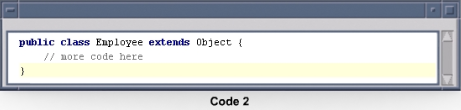 public class Employee extends Object {
    // more code here
}
Code 2